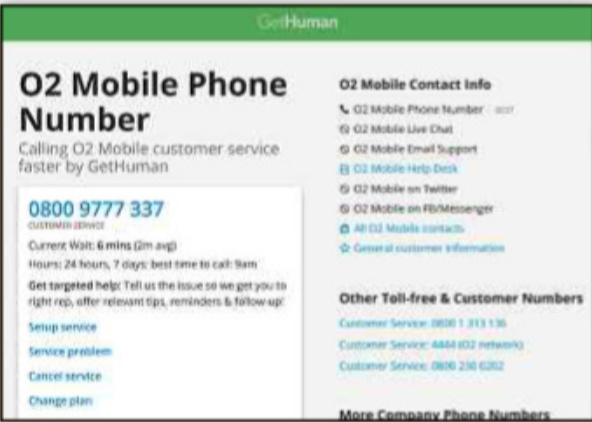 GetHuman
O2 Mobile Phone
Number
Calling O2 Mobile customer service
faster by GetHuman
0800 9777 337
CUSTOMER SERVICE
Current Wait: 6 mins (2m avg)
Hours: 24 hours, 7 days; best time to call: 9am
Get targeted help: Tell us the issue so we get you to
right rep, offer relevant tips, reminders & follow-up!
Setup service
Service problem
Cancel service
Change plan
O2 Mobile Contact Info
O2 Mobile Phone Number BEST
O2 Mobile Live Chat
O2 Mobile Email Support
O2 Mobile Help Desk
O2 Mobile on Twitter
O2 Mobile on FB/Messenger
All O2 Mobile contacts
General customer information
Other Toll-free & Customer Numbers
Customer Service: 0800 1 313 136
Customer Service: 4444 (O2 network)
Customer Service: 0800 230 0202
More Company Phone Numbers